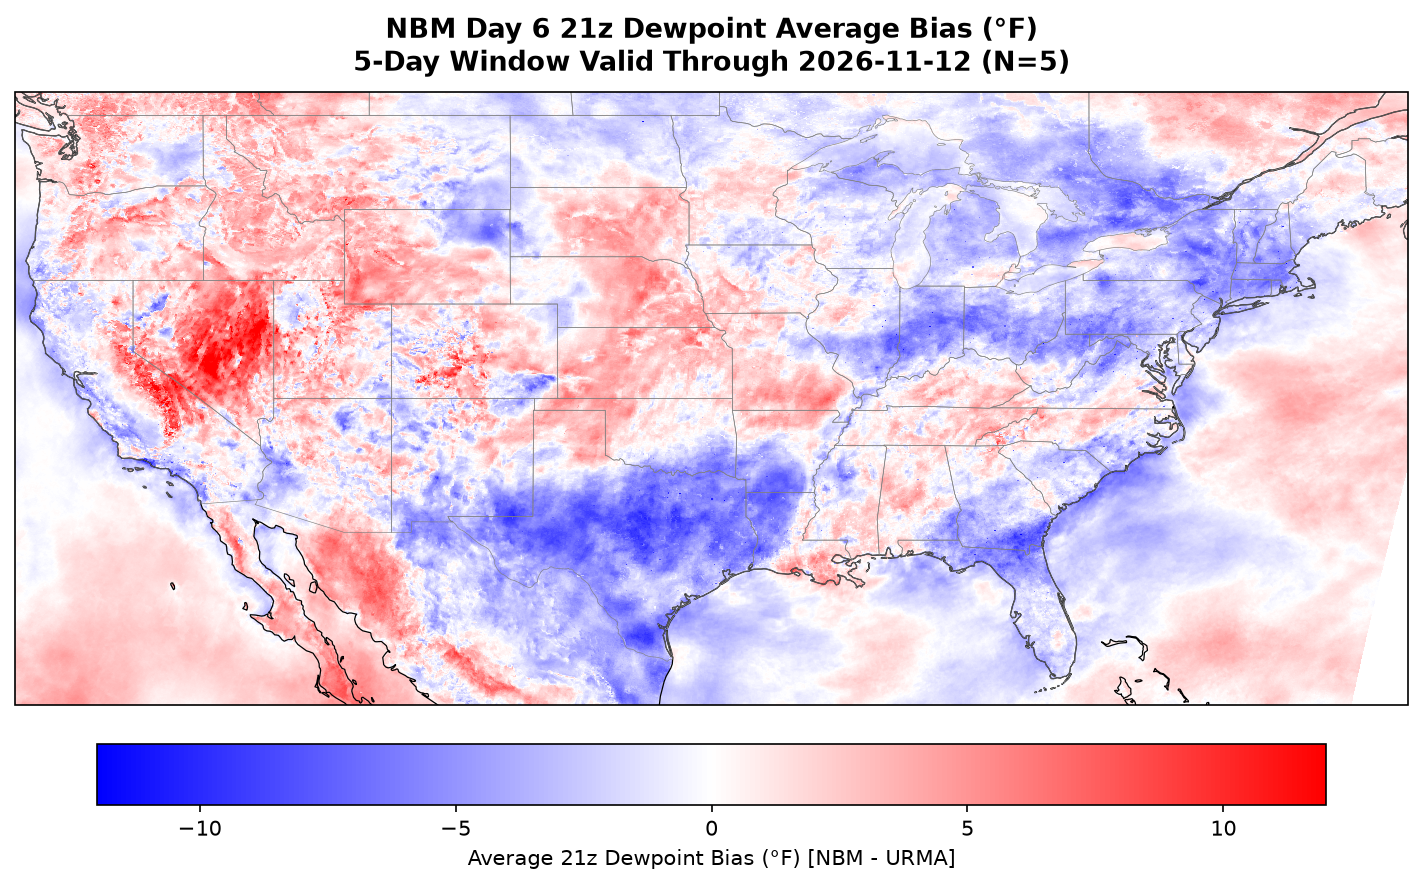 NBM Day 6 21z Dewpoint Average Bias (°F)
5-Day Window Valid Through 2026-11-12 (N=5)
−10 −5 0 5 10
Average 21z Dewpoint Bias (°F) [NBM - URMA]